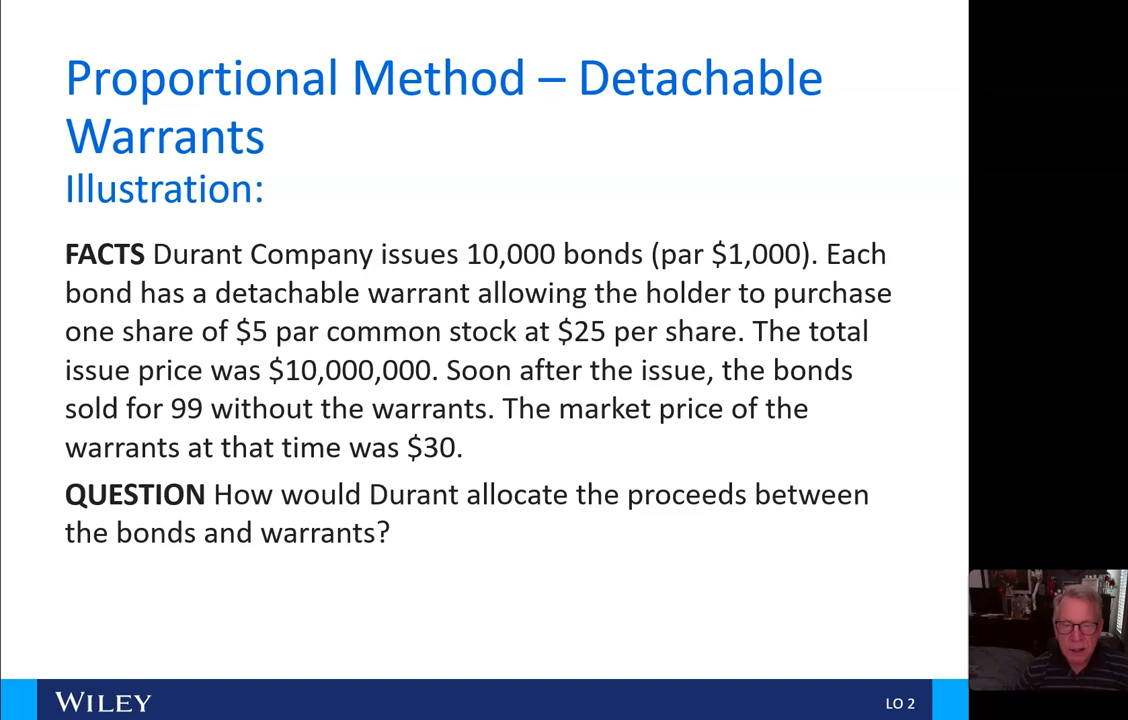 Proportional Method – Detachable
Warrants
Illustration:
FACTS Durant Company issues 10,000 bonds (par $1,000). Each
bond has a detachable warrant allowing the holder to purchase
one share of $5 par common stock at $25 per share. The total
issue price was $10,000,000. Soon after the issue, the bonds
sold for 99 without the warrants. The market price of the
warrants at that time was $30.
QUESTION How would Durant allocate the proceeds between
the bonds and warrants?
WILEY
LO 2